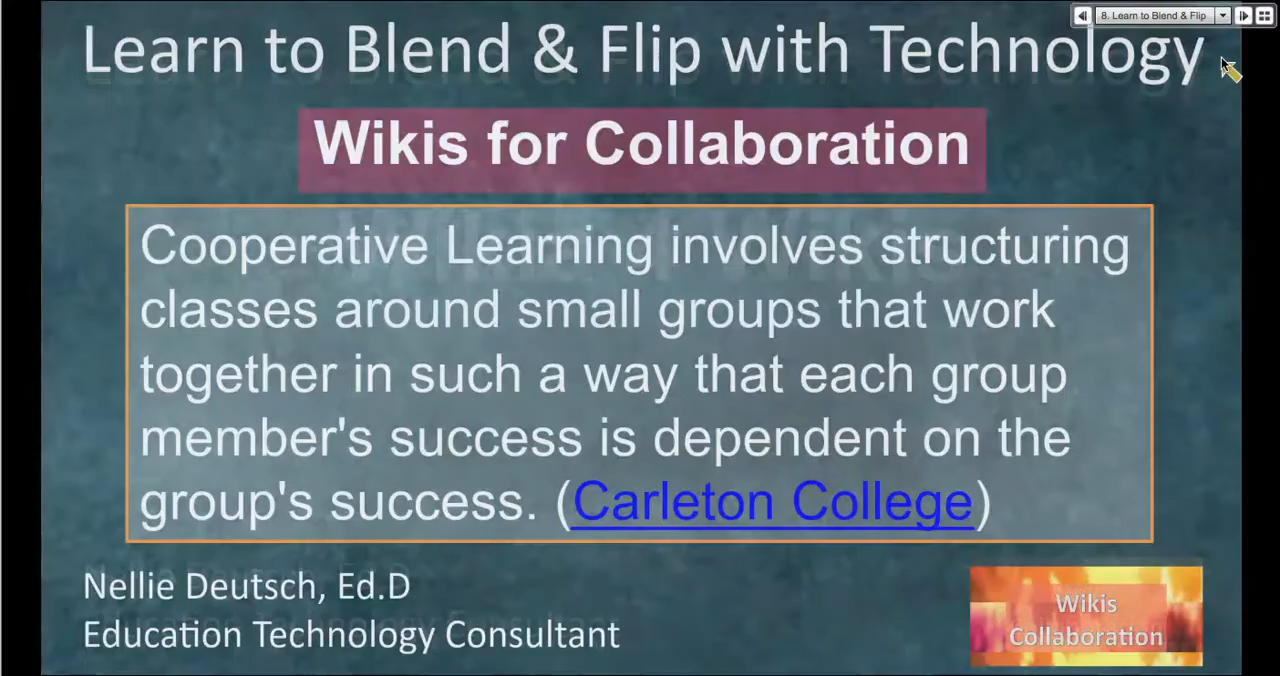 8. Learn to Blend & Flip
Learn to Blend & Flip with Technology
Wikis for Collaboration
Cooperative Learning involves structuring
classes around small groups that work
together in such a way that each group
member's success is dependent on the
group's success. (Carleton College)
Nellie Deutsch, Ed.D
Education Technology Consultant
Wikis
Collaboration